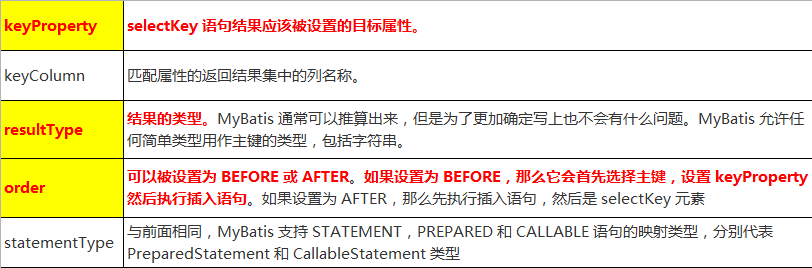 keyProperty selectKey 语句结果应该被设置的目标属性。
keyColumn 匹配属性的返回结果集中的列名称。
resultType 结果的类型。MyBatis 通常可以推算出来，但是为了更加确定写上也不会有什么问题。MyBatis 允许任
何简单类型用作主键的类型，包括字符串。
order 可以被设置为 BEFORE 或 AFTER。如果设置为 BEFORE，那么它会首先选择主键，设置 keyProperty
然后执行插入语句。如果设置为 AFTER，那么先执行插入语句，然后是 selectKey 元素
statementType 与前面相同，MyBatis 支持 STATEMENT，PREPARED 和 CALLABLE 语句的映射类型，分别代表
PreparedStatement 和 CallableStatement 类型